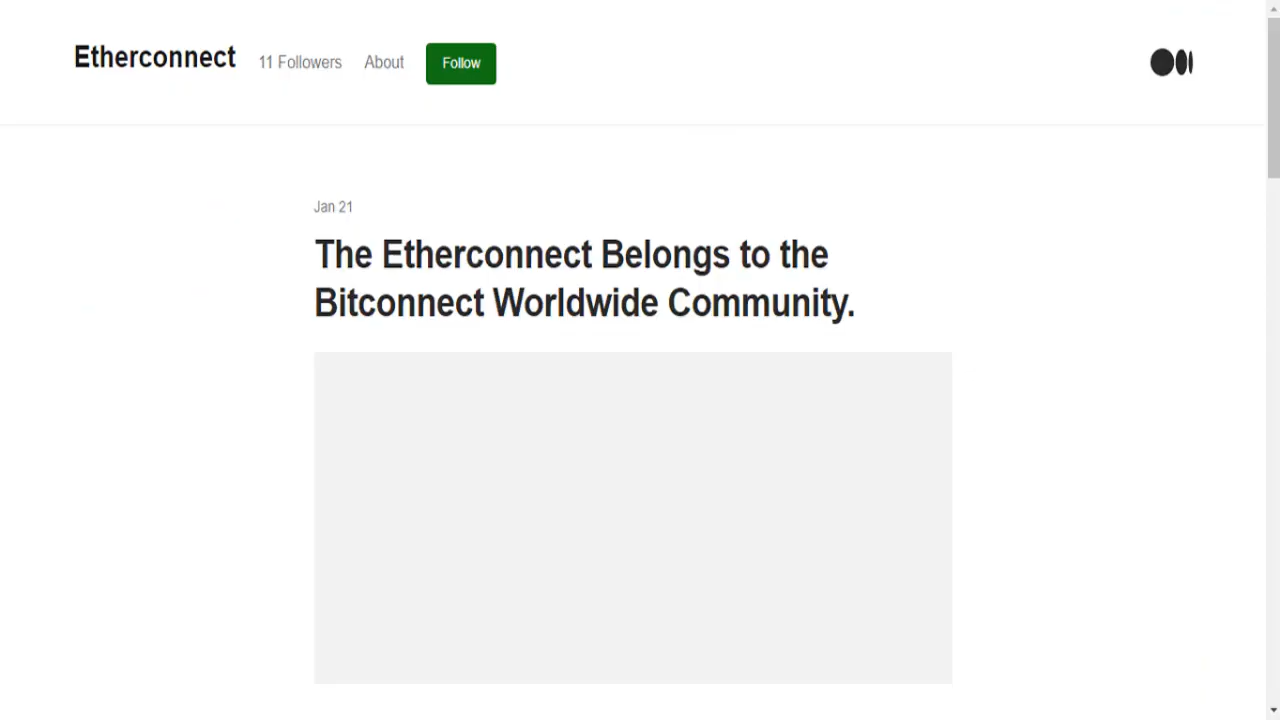 Etherconnect 11 Followers About Follow
Jan 21
The Etherconnect Belongs to the
Bitconnect Worldwide Community.